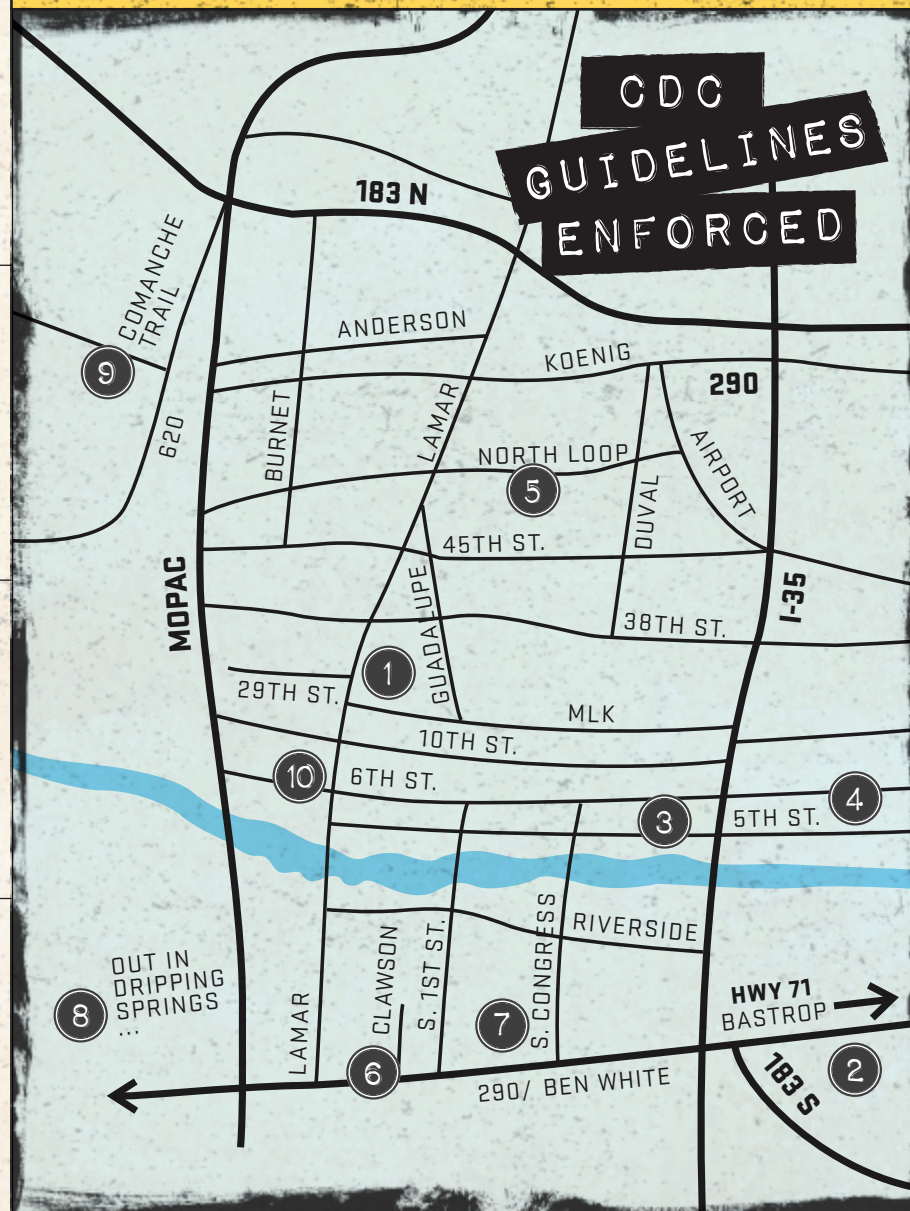 CDC
GUIDELINES
ENFORCED
183 N
COMANCHE
TRAIL
ANDERSON
KOENIG
9
290
620
BURNET
LAMAR
NORTH LOOP
AIRPORT
5
DUVAL
45TH ST.
MOPAC
GUADALUPE
I-35
38TH ST.
1
29TH ST.
MLK
10TH ST.
10
6TH ST.
4
3
5TH ST.
RIVERSIDE
OUT IN
DRIPPING
SPRINGS
...
8
LAMAR
CLAWSON
S. 1ST ST.
S. CONGRESS
7
HWY 71
BASTROP
6
290/ BEN WHITE
183 S
2